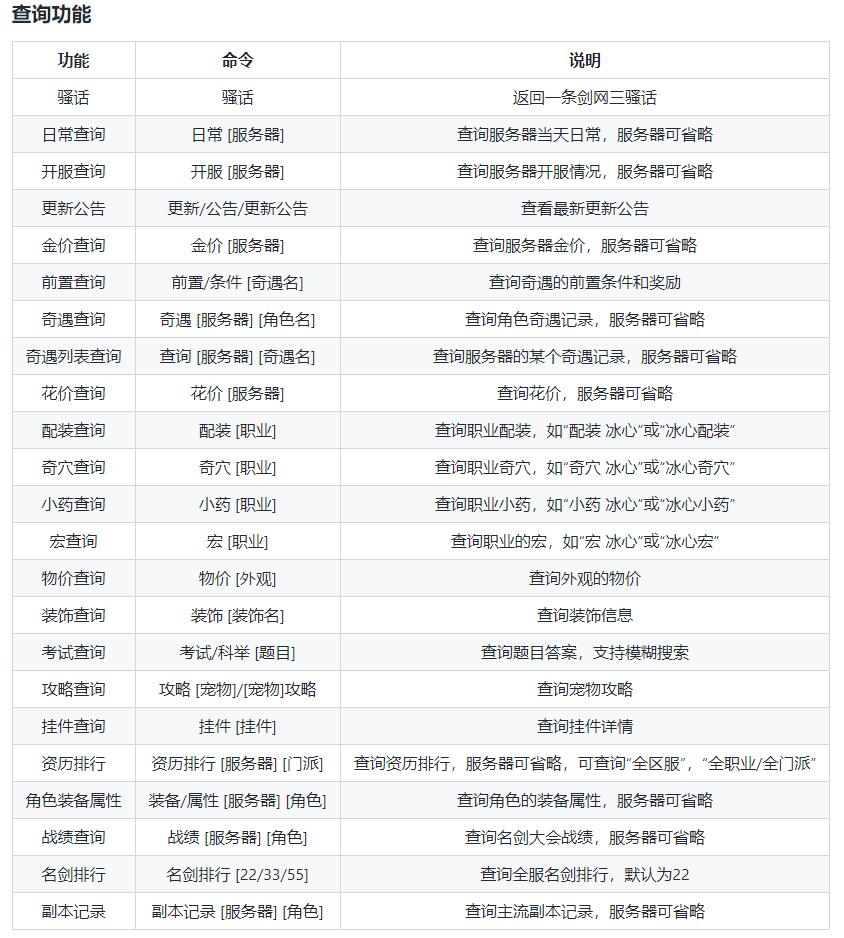 查询功能
功能 命令 说明
骚话 骚话 返回一条剑网三骚话
日常查询 日常 [服务器] 查询服务器当天日常，服务器可省略
开服查询 开服 [服务器] 查询服务器开服情况，服务器可省略
更新公告 更新/公告/更新公告 查看最新更新公告
金价查询 金价 [服务器] 查询服务器金价，服务器可省略
前置查询 前置/条件 [奇遇名] 查询奇遇的前置条件和奖励
奇遇查询 奇遇 [服务器] [角色名] 查询角色奇遇记录，服务器可省略
奇遇列表查询 查询 [服务器] [奇遇名] 查询服务器的某个奇遇记录，服务器可省略
花价查询 花价 [服务器] 查询花价，服务器可省略
配装查询 配装 [职业] 查询职业配装，如“配装 冰心”或“冰心配装”
奇穴查询 奇穴 [职业] 查询职业奇穴，如“奇穴 冰心”或“冰心奇穴”
小药查询 小药 [职业] 查询职业小药，如“小药 冰心”或“冰心小药”
宏查询 宏 [职业] 查询职业的宏，如“宏 冰心”或“冰心宏”
物价查询 物价 [外观] 查询外观的物价
装饰查询 装饰 [装饰名] 查询装饰信息
考试查询 考试/科举 [题目] 查询题目答案，支持模糊搜索
攻略查询 攻略 [宠物]/[宠物]攻略 查询宠物攻略
挂件查询 挂件 [挂件] 查询挂件详情
资历排行 资历排行 [服务器] [门派] 查询资历排行，服务器可省略，可查询“全区服”，“全职业/全门派”
角色装备属性 装备/属性 [服务器] [角色] 查询角色的装备属性，服务器可省略
战绩查询 战绩 [服务器] [角色] 查询名剑大会战绩，服务器可省略
名剑排行 名剑排行 [22/33/55] 查询全服名剑排行，默认为22
副本记录 副本记录 [服务器] [角色] 查询主流副本记录，服务器可省略